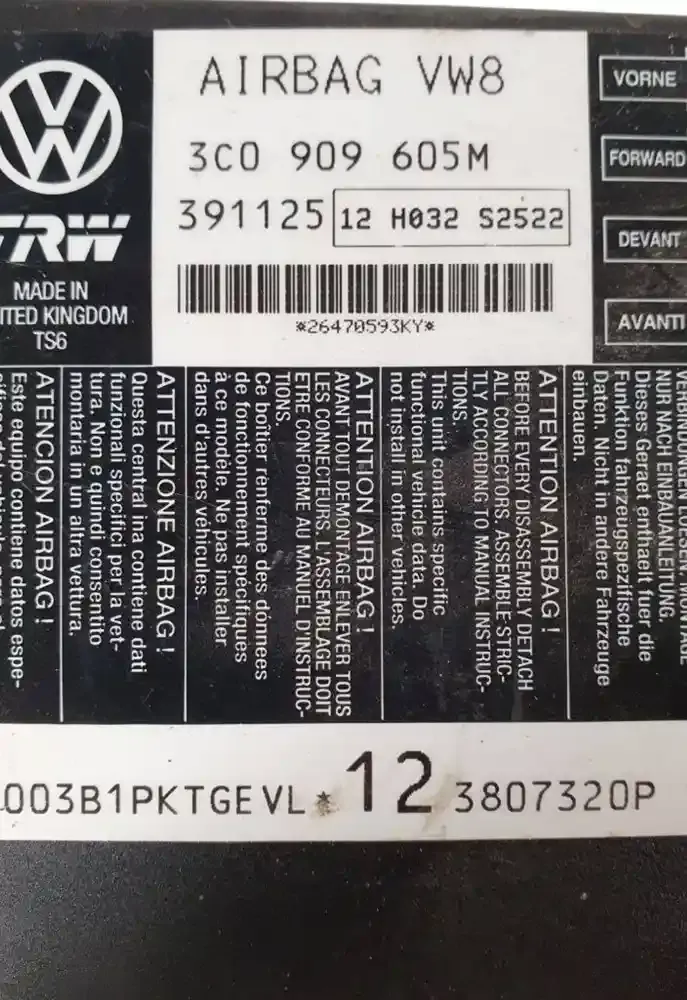 AIRBAG VW8
3C0 909 605M
391125 12 H032 S2522
*26470593KY*
TRW
MADE IN
UNITED KINGDOM
TS6
VORNE
FORWARD
DEVANT
AVANTI
NUR NACH EINBAUANLEITUNG.
Dieses Geraet enthaelt fuer die
Funktion fahrzeugspezifische
Daten. Nicht in andere Fahrzeuge
einbauen.
ATTENTION AIRBAG!
BEFORE EVERY DISASSEMBLY DETACH
ALL CONNECTORS. ASSEMBLE STRIC-
TLY ACCORDING TO MANUAL INSTRUC-
TIONS.
This unit contains specific
functional vehicle data. Do
not install in other vehicles.
ATTENTION AIRBAG!
AVANT TOUT DEMONTAGE ENLEVER TOUS
LES CONNECTEURS. L'ASSEMBLAGE DOIT
ETRE CONFORME AU MANUEL D'INSTRUC-
TIONS.
Ce boîtier renferme des données
de fonctionnement spécifiques
à ce modèle. Ne pas installer
dans d'autres véhicules.
ATTENZIONE AIRBAG!
Questa central ina contiene dati
funzionali specifici per la vet-
tura. Non e quindi consentito
montaria in un altra vettura.
ATENCION AIRBAG!
Este equipo contiene datos espe-
003B1PKTGEVL* 12 3807320P